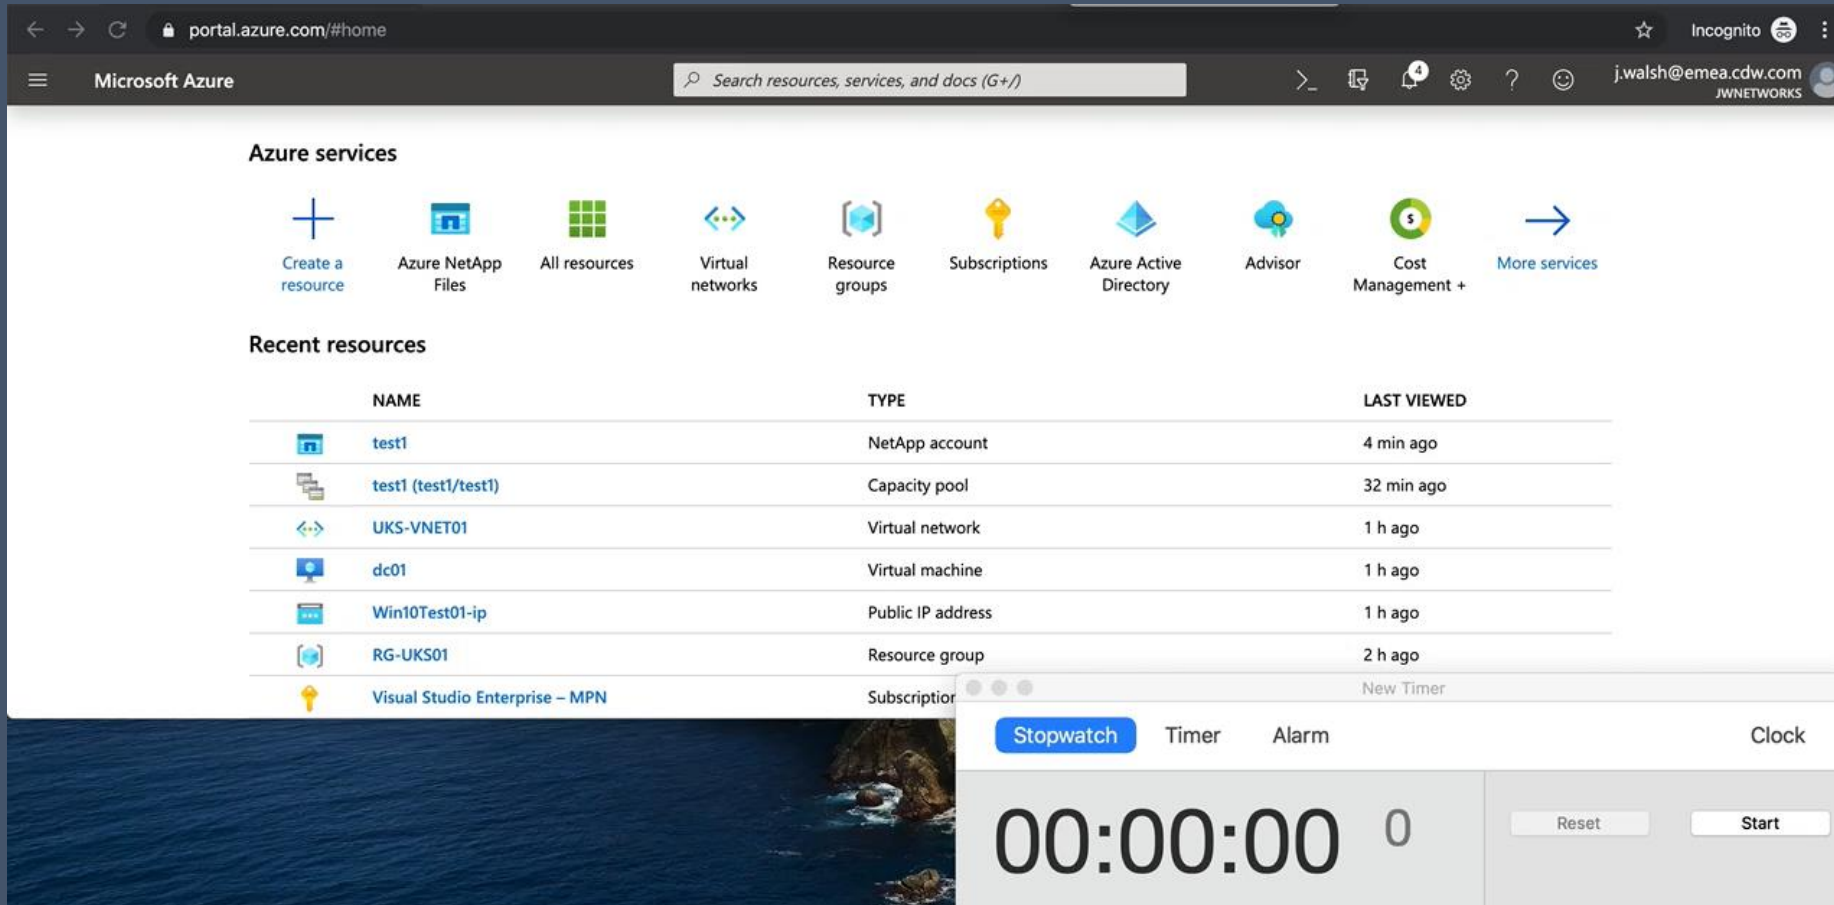 portal.azure.com/#home
Incognito
Microsoft Azure
Search resources, services, and docs (G+/)
4
j.walsh@emea.cdw.com
JWNETWORKS
Azure services
Create a resource
Azure NetApp Files
All resources
Virtual networks
Resource groups
Subscriptions
Azure Active Directory
Advisor
Cost Management +
More services
Recent resources
NAME TYPE LAST VIEWED
test1 NetApp account 4 min ago
test1 (test1/test1) Capacity pool 32 min ago
UKS-VNET01 Virtual network 1 h ago
dc01 Virtual machine 1 h ago
Win10Test01-ip Public IP address 1 h ago
RG-UKS01 Resource group 2 h ago
Visual Studio Enterprise – MPN Subscription
New Timer
Stopwatch Timer Alarm Clock
00:00:00 0
Reset Start